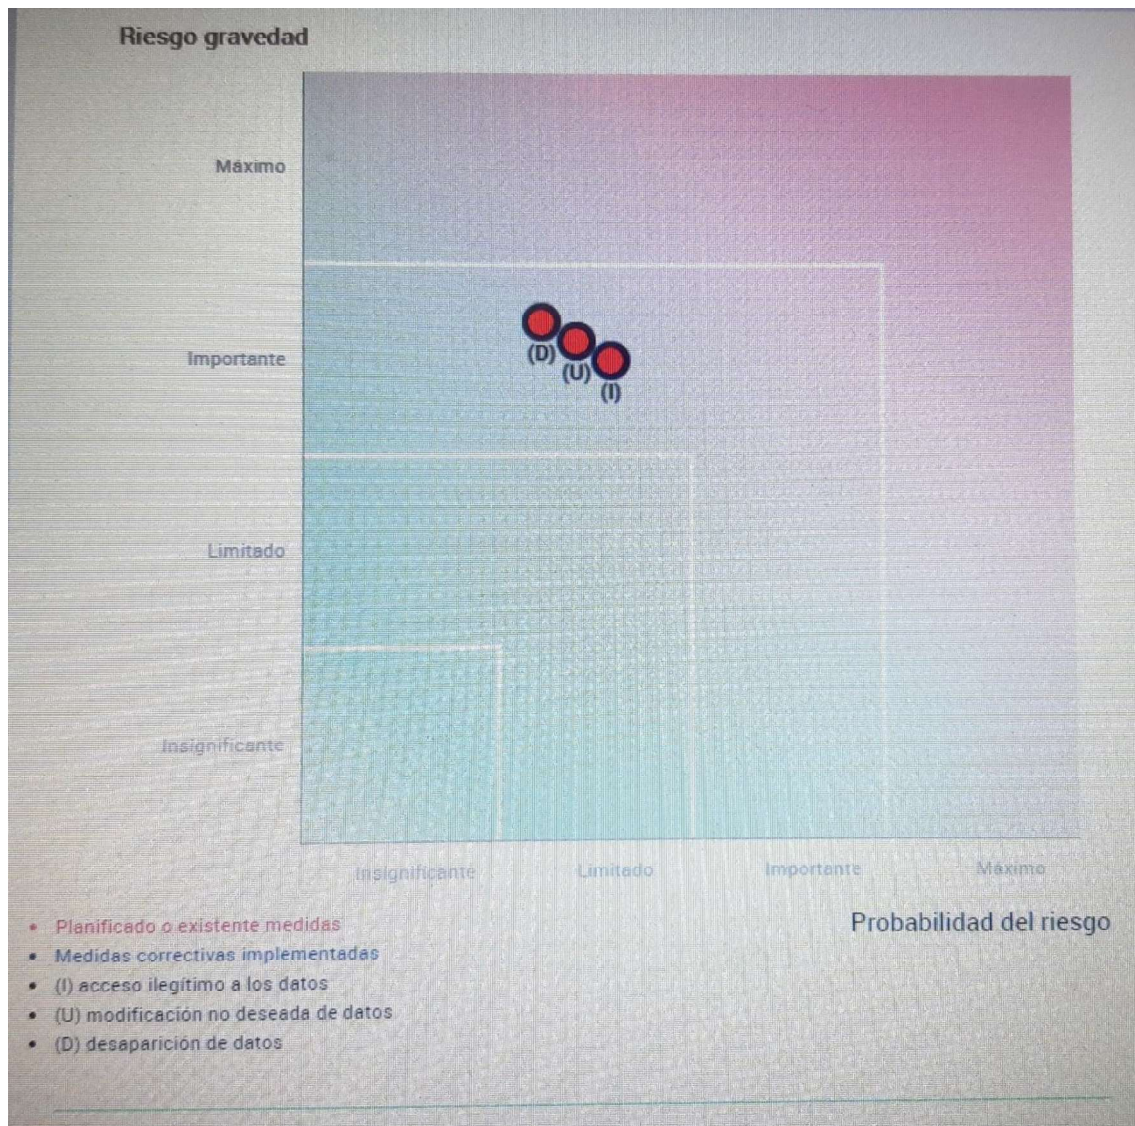 Riesgo gravedad
Máximo
Importante
(D)
(U)
(I)
Limitado
Insignificante
Insignificante Limitado Importante Máximo
Probabilidad del riesgo
Planificado o existente medidas
Medidas correctivas implementadas
(I) acceso ilegítimo a los datos
(U) modificación no deseada de datos
(D) desaparición de datos